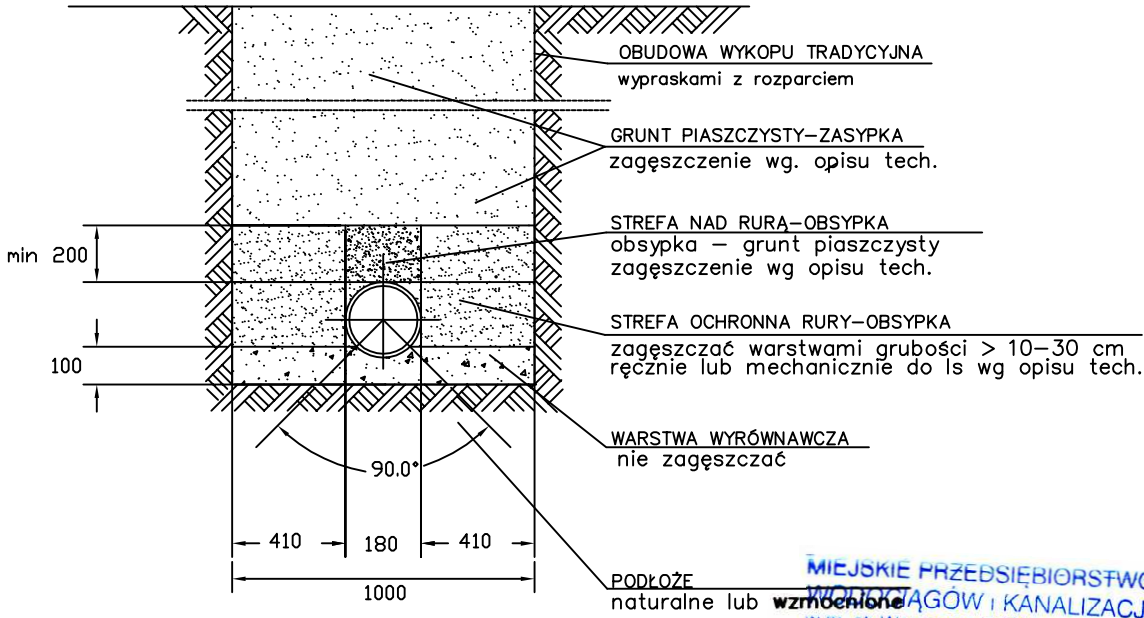 OBUDOWA WYKOPU TRADYCYJNA
wypraskami z rozparciem
GRUNT PIASZCZYSTY–ZASYPKA
zagęszczenie wg. opisu tech.
STREFA NAD RURĄ–OBSYPKA
obsypka – grunt piaszczysty
zagęszczenie wg opisu tech.
min 200
STREFA OCHRONNA RURY–OBSYPKA
zagęszczać warstwami grubości > 10–30 cm
ręcznie lub mechanicznie do Is wg opisu tech.
100
WARSTWA WYRÓWNAWCZA
nie zagęszczać
90.0°
410
180
410
1000
PODŁOŻE
naturalne lub wzmocnione
MIEJSKIE PRZEDSIĘBIORSTWO
WODOCIĄGÓW i KANALIZACJI